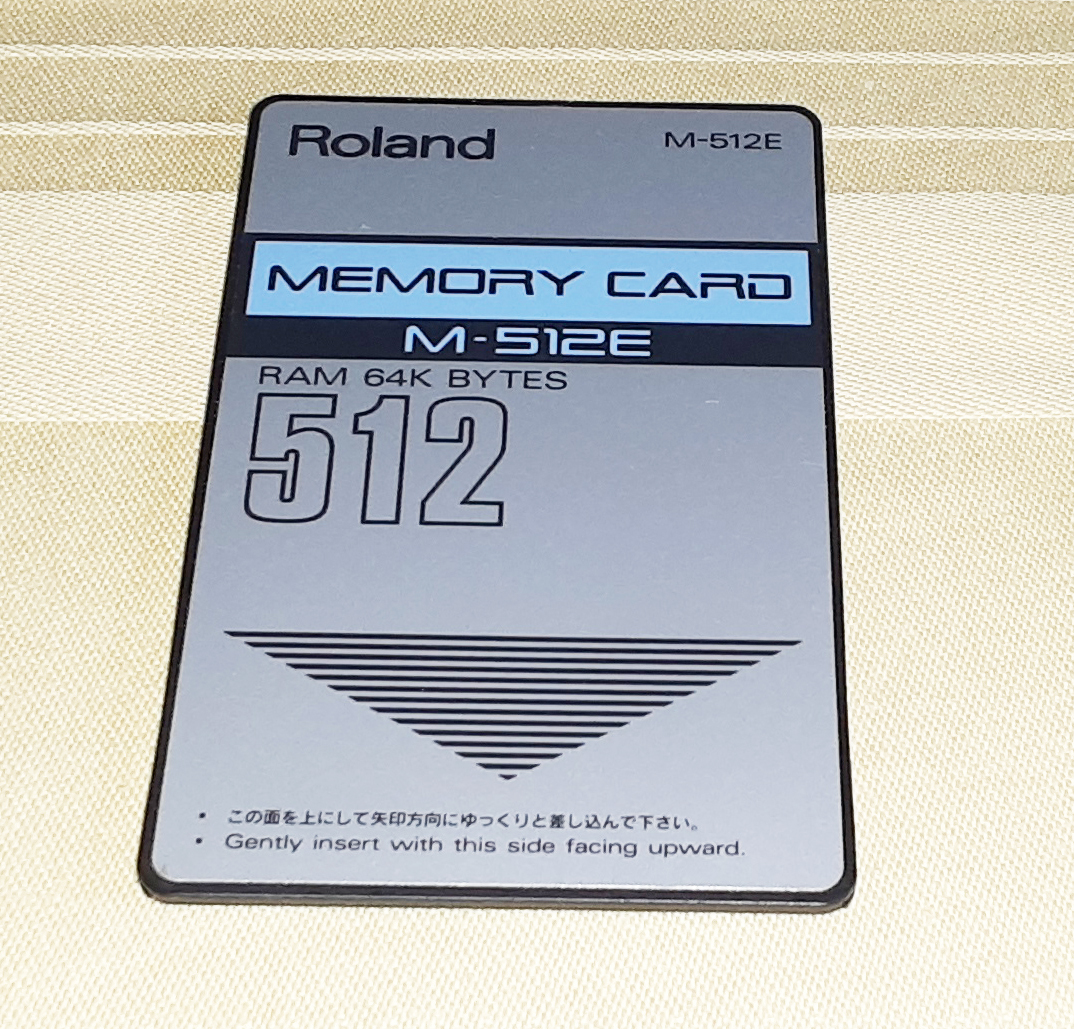 Roland M-512E
MEMORY CARD
M-512E
RAM 64K BYTES
512
• この面を上にして矢印方向にゆっくりと差し込んで下さい。
• Gently insert with this side facing upward.